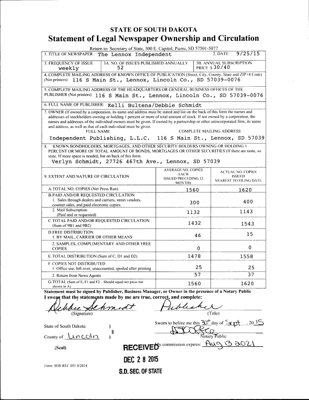 STATE OF SOUTH DAKOTA
Statement of Legal Newspaper Ownership and Circulation
Return to: Secretary of State, 500 E. Capitol, Pierre, SD 57501-5077
1. TITLE OF NEWSPAPER The Lennox Independent 2. DATE 9/25/15
3. FREQUENCY OF ISSUE weekly 3A. NO. OF ISSUES PUBLISHED ANNUALLY 52 3B. ANNUAL SUBSCRIPTION PRICE $30/40
4. COMPLETE MAILING ADDRESS OF KNOWN OFFICE OF PUBLICATION (Street, City, County, State and ZIP+4 Code)
(Not printers) 116 S Main St., Lennox, Lincoln Co., SD 57039-0076
5. COMPLETE MAILING ADDRESS OF THE HEADQUARTERS OR GENERAL BUSINESS OFFICES OF THE
PUBLISHER (Not printers) 116 S Main St., Lennox, Lincoln Co., SD 57039-0076
6. FULL NAME OF PUBLISHER: Kelli Bultena/Debbie Schmidt
7. OWNER (If owned by a corporation, its name and address must be stated and list on the back of this form the names and
addresses of stockholders owning or holding 1 percent or more of total amount of stock. If not owned by a corporation, the
names and addresses of the individual owners must be given. If owned by a partnership or other unincorporated firm, its name
and address, as well as that of each individual must be given.
FULL NAME COMPLETE MAILING ADDRESS
Independent Publishing, L.L.C. 116 S Main St., Lennox, SD 57039
8. KNOWN BONDHOLDERS, MORTGAGEES, AND OTHER SECURITY HOLDERS OWNING OR HOLDING 1
PERCENT OR MORE OF TOTAL AMOUNT OF BONDS, MORTGAGES OR OTHER SECURITIES (If there are none, so
state. If more space is needed, list on back of this form.
Verlyn Schmidt, 27726 467th Ave., Lennox, SD 57039
9. EXTENT AND NATURE OF CIRCULATION
AVERAGE NO. COPIES EACH ISSUED PRECEDING 12 MONTHS
ACTUAL NO. COPIES ISSUED NEAREST TO FILING DATE
A. TOTAL NO. COPIES (Net Press Run) 1560 1620
B. PAID AND/OR REQUESTED CIRCULATION
1. Sales through dealers and carriers, street vendors,
counter sales, and paid electronic copies. 300 400
2. Mail Subscription
(Paid and or requested) 1132 1143
C. TOTAL PAID AND/OR REQUESTED CIRCULATION
(Sum of 9B1 and 9B2) 1432 1543
D. FREE DISTRIBUTION
1. BY MAIL, CARRIER OR OTHER MEANS 46 15
2. SAMPLES, COMPLIMENTARY AND OTHER FREE
COPIES 0 0
E. TOTAL DISTRIBUTION (Sum of C, D1 and D2) 1478 1558
F. COPIES NOT DISTRIBUTED
1. Office use, left over, unaccounted, spoiled after printing 25 25
2. Return from News Agents 57 37
G. TOTAL (Sum of E, F1 and F2 - Should equal net press run
shown in A) 1560 1620
Statement must be signed by Publisher, Business Manager, or Owner in the presence of a Notary Public
I swear that the statements made by me are true, correct, and complete:
Debbie Schmidt Publisher
(Signature) (Title)
State of South Dakota )
Sworn to before me this 30th day of Sept, 2015
County of Lincoln )
Notary Public
(Seal)
commission expires: Aug 13 2021
RECEIVED
DEC 28 2015
S.D. SEC. OF STATE